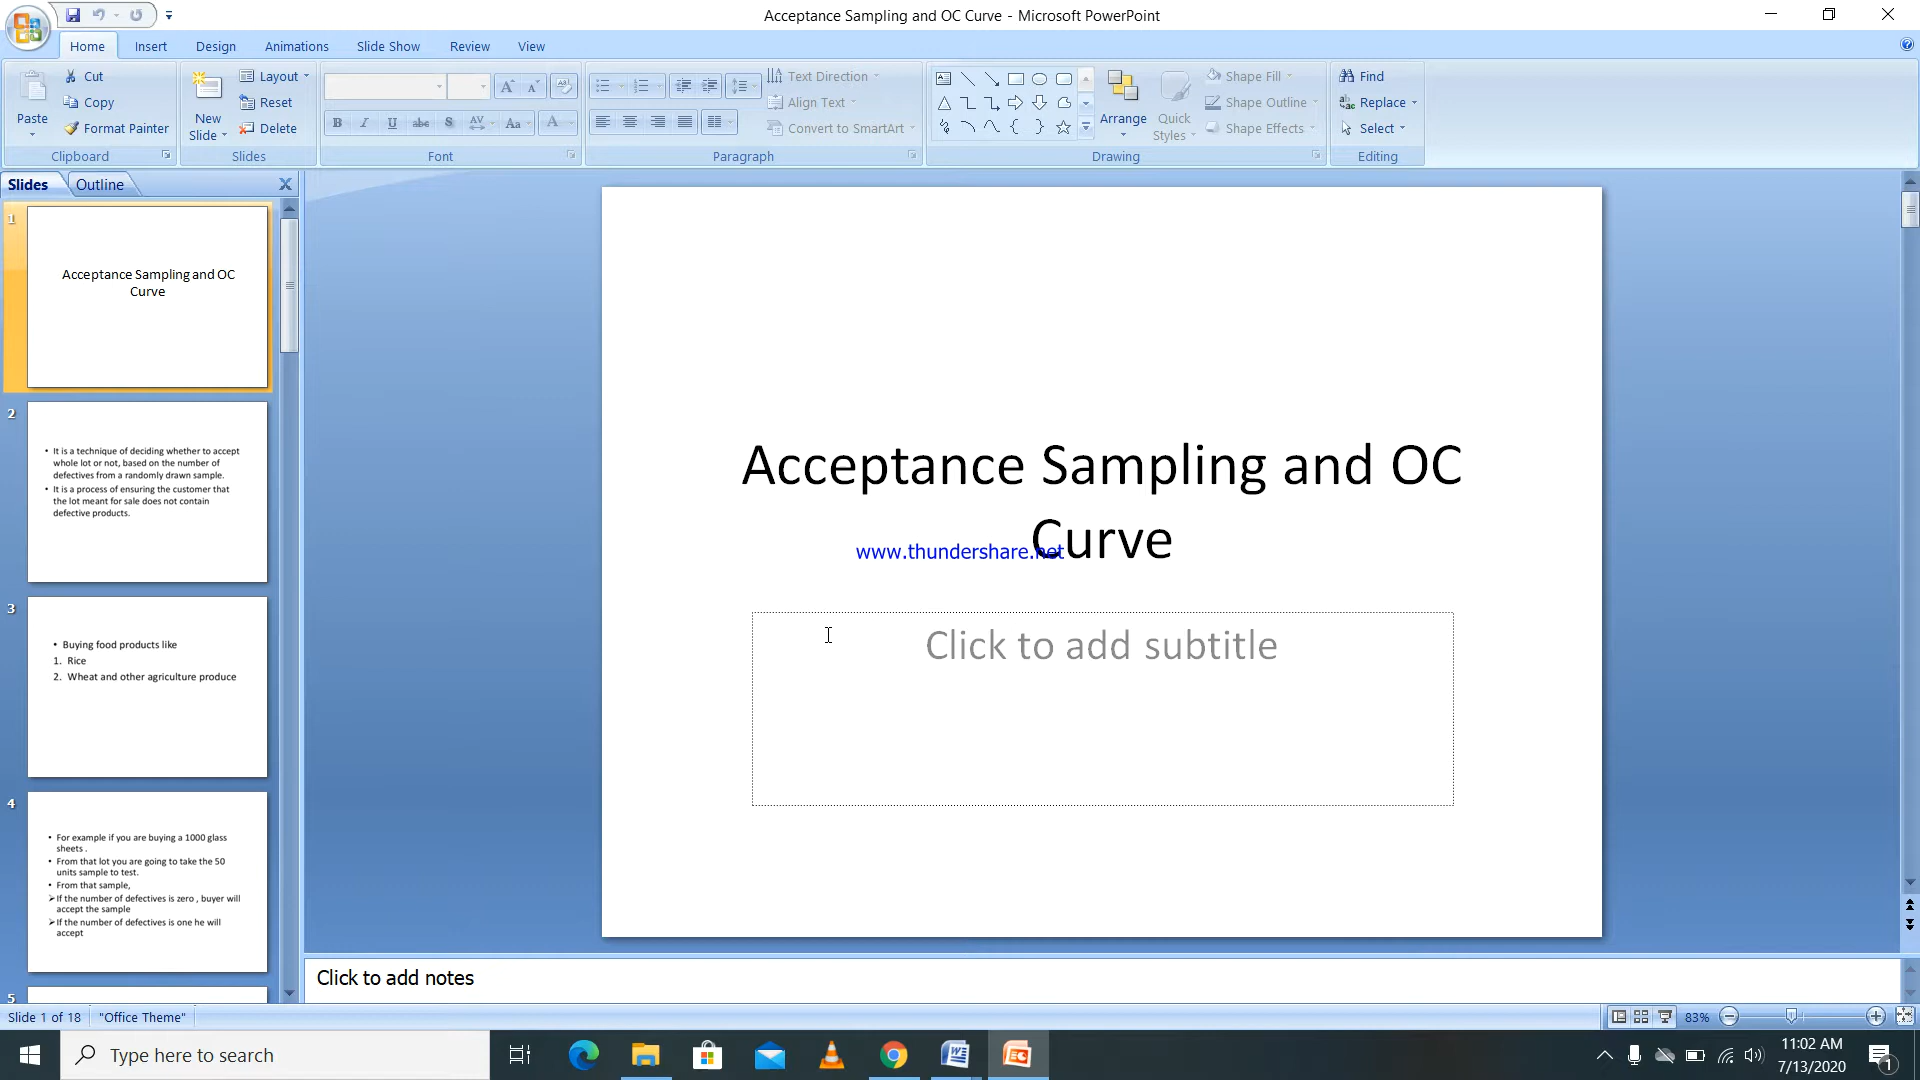 Acceptance Sampling and OC Curve - Microsoft PowerPoint
Home Insert Design Animations Slide Show Review View
Paste
Cut
Copy
Format Painter
Clipboard
New
Slide
Layout
Reset
Delete
Slides
Font
Text Direction
Align Text
Convert to SmartArt
Paragraph
Arrange
Quick
Styles
Shape Fill
Shape Outline
Shape Effects
Drawing
Find
Replace
Select
Editing
Slides Outline
1
Acceptance Sampling and OC
Curve
2
• It is a technique of deciding whether to accept
whole lot or not, based on the number of
defectives from a randomly drawn sample.
• It is a process of ensuring the customer that
the lot meant for sale does not contain
defective products.
3
• Buying food products like
1. Rice
2. Wheat and other agriculture produce
4
• For example if you are buying a 1000 glass
sheets .
• From that lot you are going to take the 50
units sample to test.
• From that sample,
➢ If the number of defectives is zero , buyer will
accept the sample
➢ If the number of defectives is one he will
accept
5
Acceptance Sampling and OC
Curve
www.thundershare.net
Click to add subtitle
Click to add notes
Slide 1 of 18 "Office Theme" 83%
Type here to search
11:02 AM
7/13/2020
1